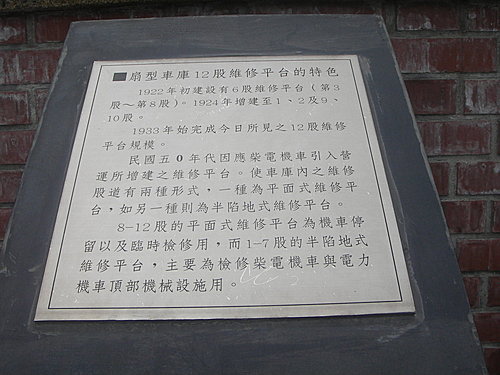 ■扇型車庫12股維修平台的特色
1922年初建設有6股維修平台(第3
股~第8股)。1924年增建至1、2及9、
10股。
1933年始完成今日所見之12股維修
平台規模。
民國五0年代因應柴電機車引入營
運所增建之維修平台。使車庫內之維修
股道有兩種形式,一種為平面式維修平
台,如另一種則為半陷地式維修平台。
8-12股的平面式維修平台為機車停
留以及臨時檢修用,而1-7股的半陷地式
維修平台,主要為檢修柴電機車與電力
機車頂部機械設施用。